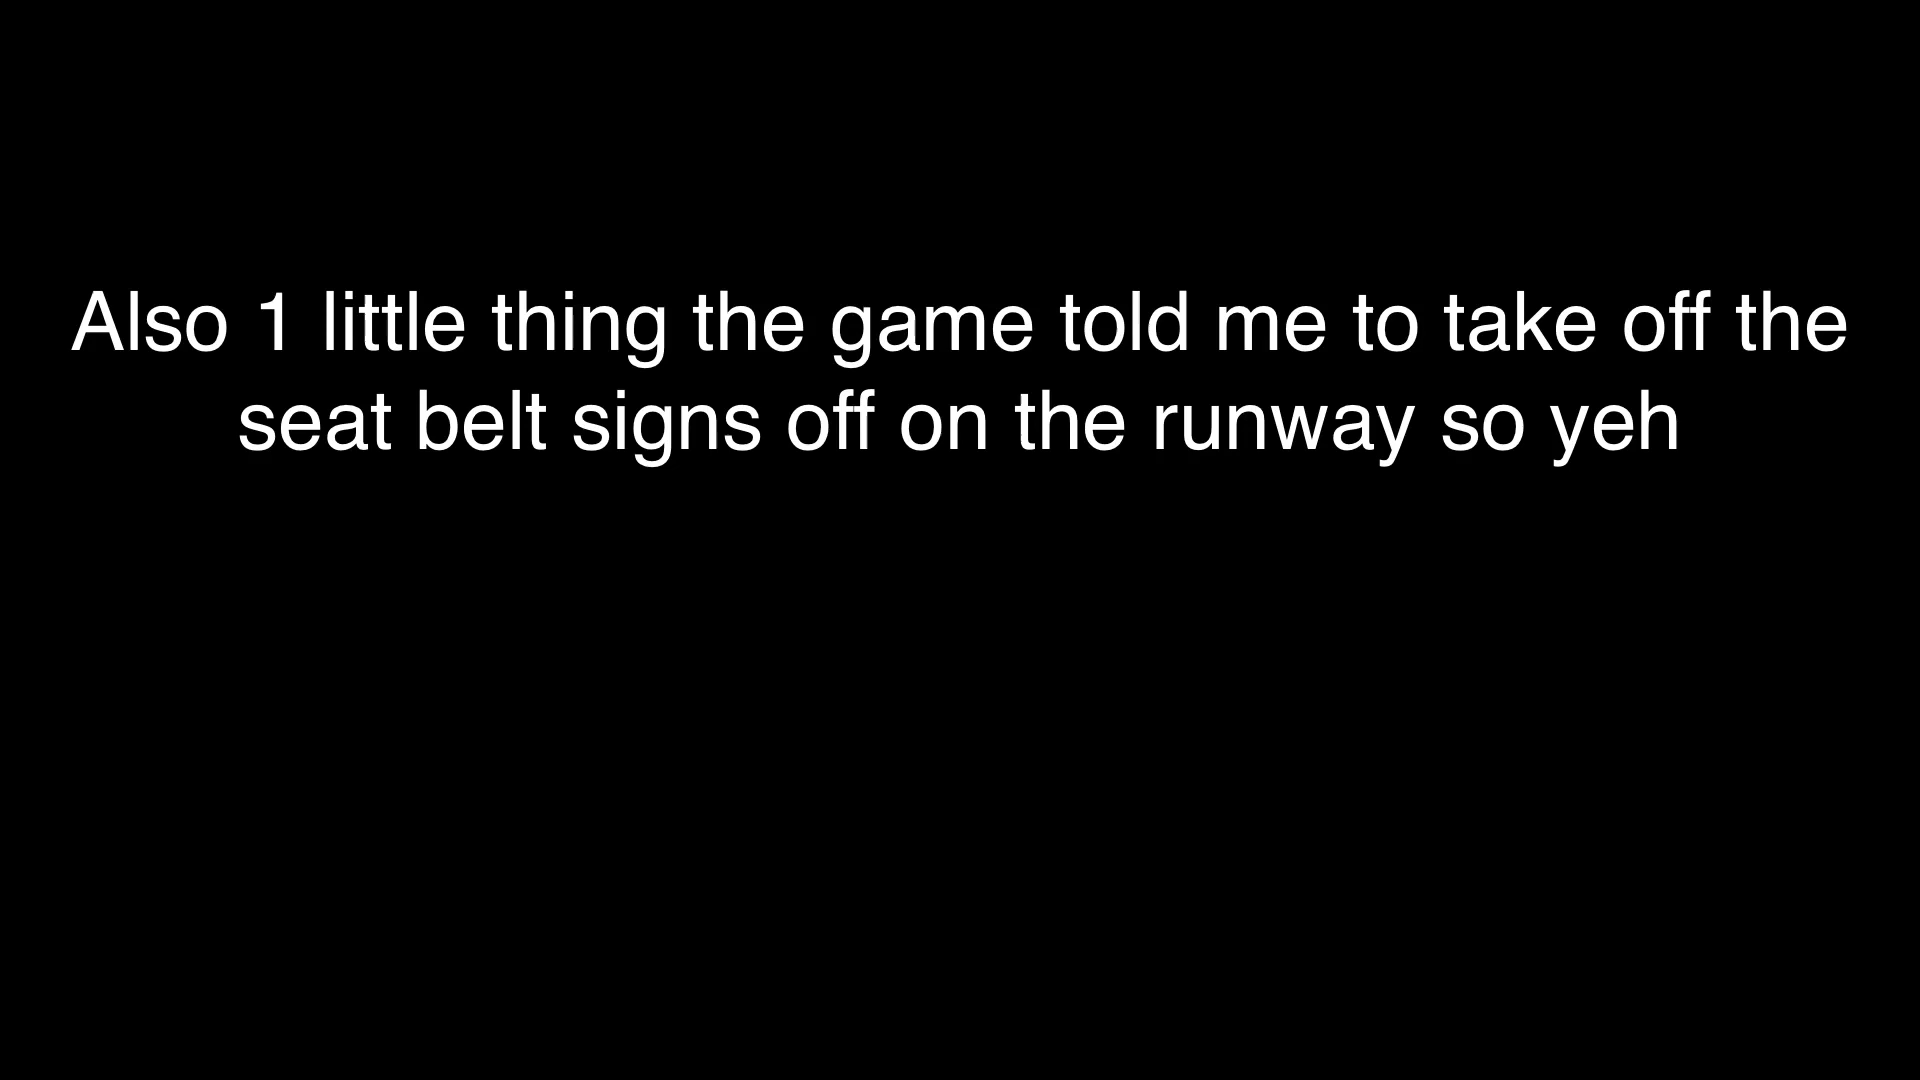 Also 1 little thing the game told me to take off the
seat belt signs off on the runway so yeh